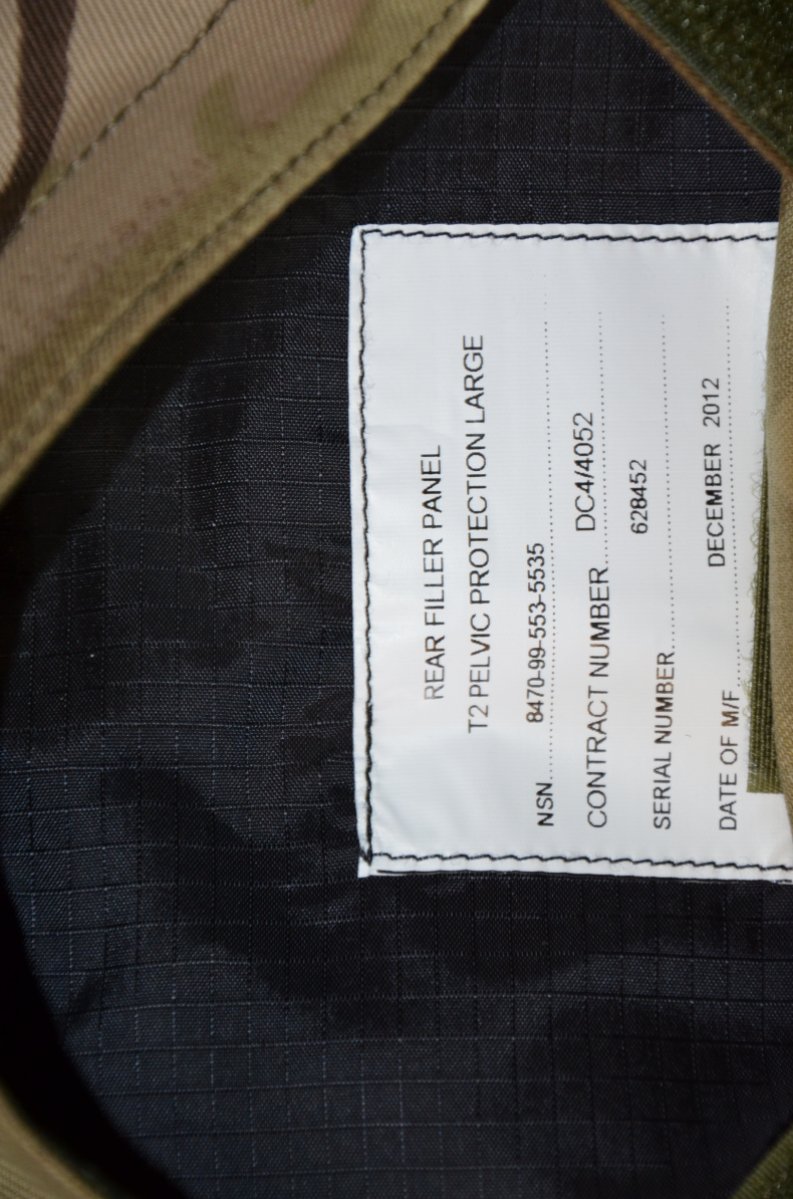 REAR FILLER PANEL
T2 PELVIC PROTECTION LARGE
NSN 8470-99-553-5535
CONTRACT NUMBER DC4/4052
SERIAL NUMBER 628452
DATE OF M/F DECEMBER 2012